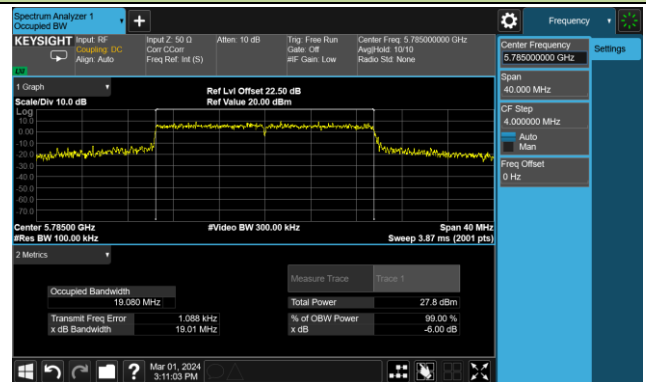 Spectrum Analyzer 1
Occupied BW
+
Frequency
KEYSIGHT
Input: RF
Coupling: DC
Align: Auto
Input Z: 50 Ω
Corr CCorr
Freq Ref: Int (S)
Atten: 10 dB
Trig: Free Run
Gate: Off
#IF Gain: Low
Center Freq: 5.785000000 GHz
Avg|Hold: 10/10
Radio Std: None
Center Frequency
5.785000000 GHz
Settings
Span
40.000 MHz
CF Step
4.000000 MHz
Auto
Man
Freq Offset
0 Hz
1 Graph
Scale/Div 10.0 dB
Ref Lvl Offset 22.50 dB
Ref Value 20.00 dBm
Log
10.0
0.00
-10.0
-20.0
-30.0
-40.0
-50.0
-60.0
-70.0
Center 5.78500 GHz
#Res BW 100.00 kHz
#Video BW 300.00 kHz
Span 40 MHz
Sweep 3.87 ms (2001 pts)
2 Metrics
Measure Trace
Trace 1
Occupied Bandwidth
19.080 MHz
Total Power
27.8 dBm
Transmit Freq Error
1.088 kHz
% of OBW Power
99.00 %
x dB Bandwidth
19.01 MHz
x dB
-6.00 dB
?
Mar 01, 2024
3:11:03 PM